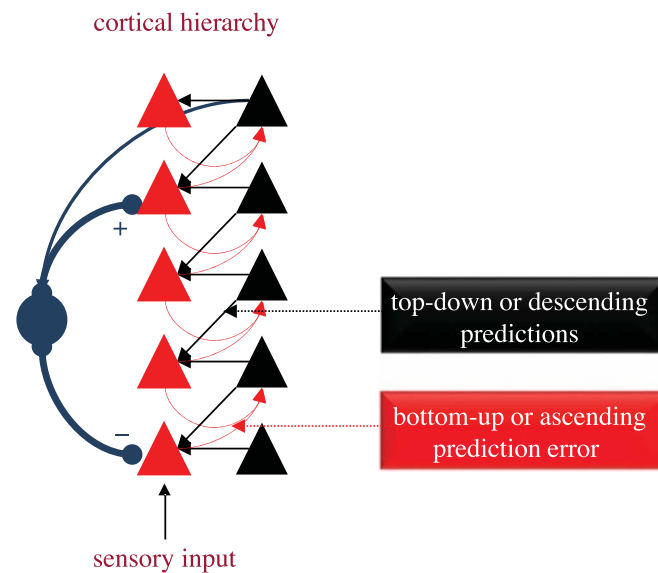 cortical hierarchy
+
top-down or descending
predictions
bottom-up or ascending
prediction error
–
sensory input